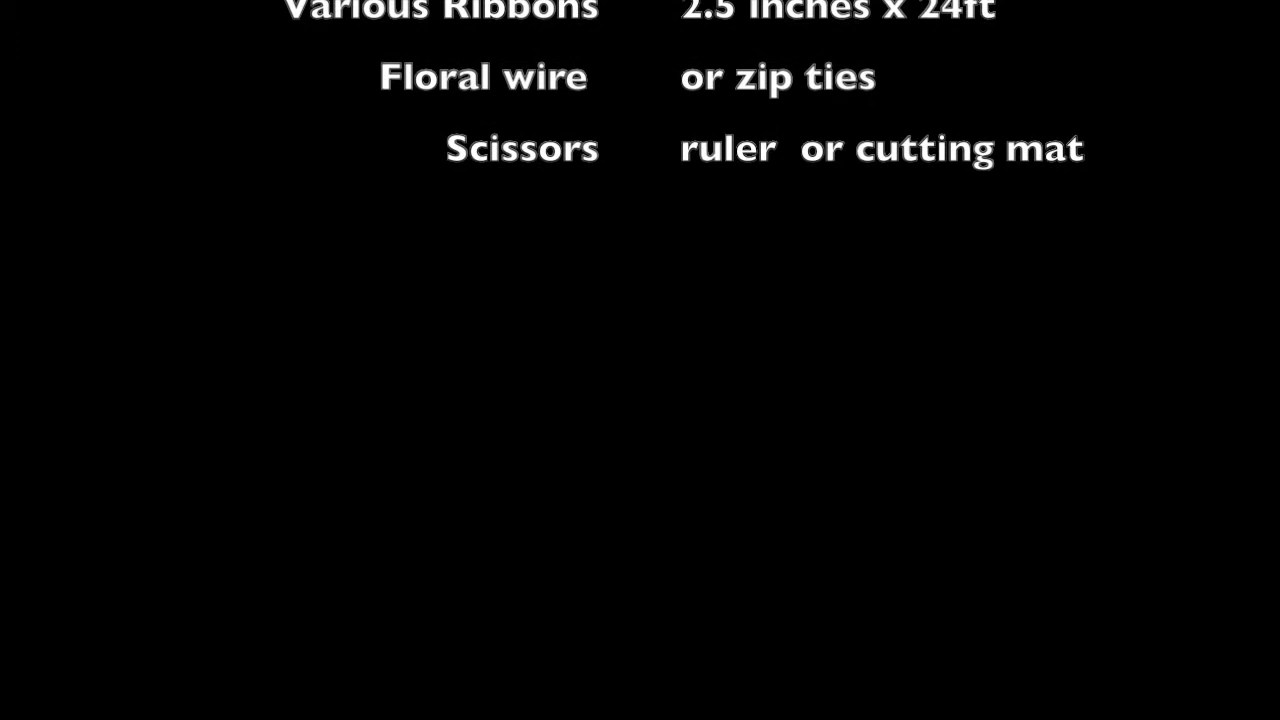 Various Ribbons 2.5 inches x 24ft
Floral wire or zip ties
Scissors ruler or cutting mat